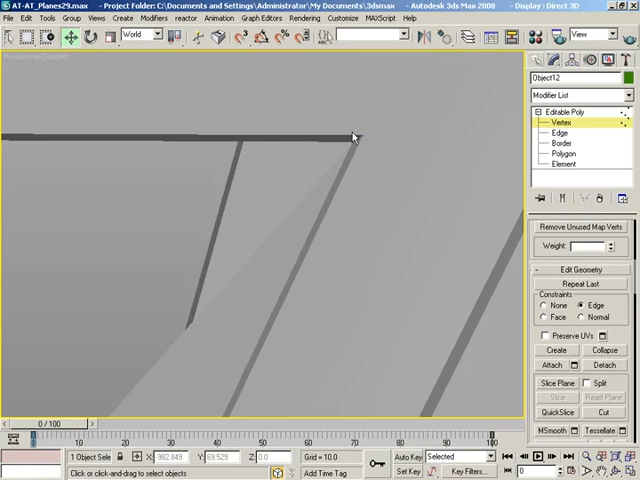 AT-AT_Planes29.max - Project Folder: C:\Documents and Settings\Administrator\My Documents\3dsmax - Autodesk 3ds Max 2008 - Display : Direct 3D
File Edit Tools Group Views Create Modifiers reactor Animation Graph Editors Rendering Customize MAXScript Help
World View
Perspective/Disabled
Object12
Modifier List
Editable Poly
Vertex
Edge
Border
Polygon
Element
Remove Unused Map Verts
Weight:
- Edit Geometry
Repeat Last
Constraints
None Edge
Face Normal
Preserve UVs
Create Collapse
Attach Detach
Slice Plane Split
Slice Reset Plane
QuickSlice Cut
MSmooth Tessellate
0 / 100
0 10 20 30 40 50 60 70 80 90 100
1 Object Sele X: -982.849 Y: 69.529 Z: 0.0 Grid = 10.0 Auto Key Selected
Click or click-and-drag to select objects Add Time Tag Set Key Key Filters... 0